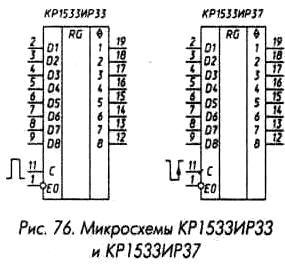 КР1533ИР33 КР1533ИР37
RG RG
2 D1 1 19 2 D1 1 19
3 D2 2 18 3 D2 2 18
4 D3 3 17 4 D3 3 17
5 D4 4 16 5 D4 4 16
6 D5 5 15 6 D5 5 15
7 D6 6 14 7 D6 6 14
8 D7 7 13 8 D7 7 13
9 D8 8 12 9 D8 8 12
11 C 11 C
1 EO 1 EO
Рис. 76. Микросхемы КР1533ИР33
и КР1533ИР37